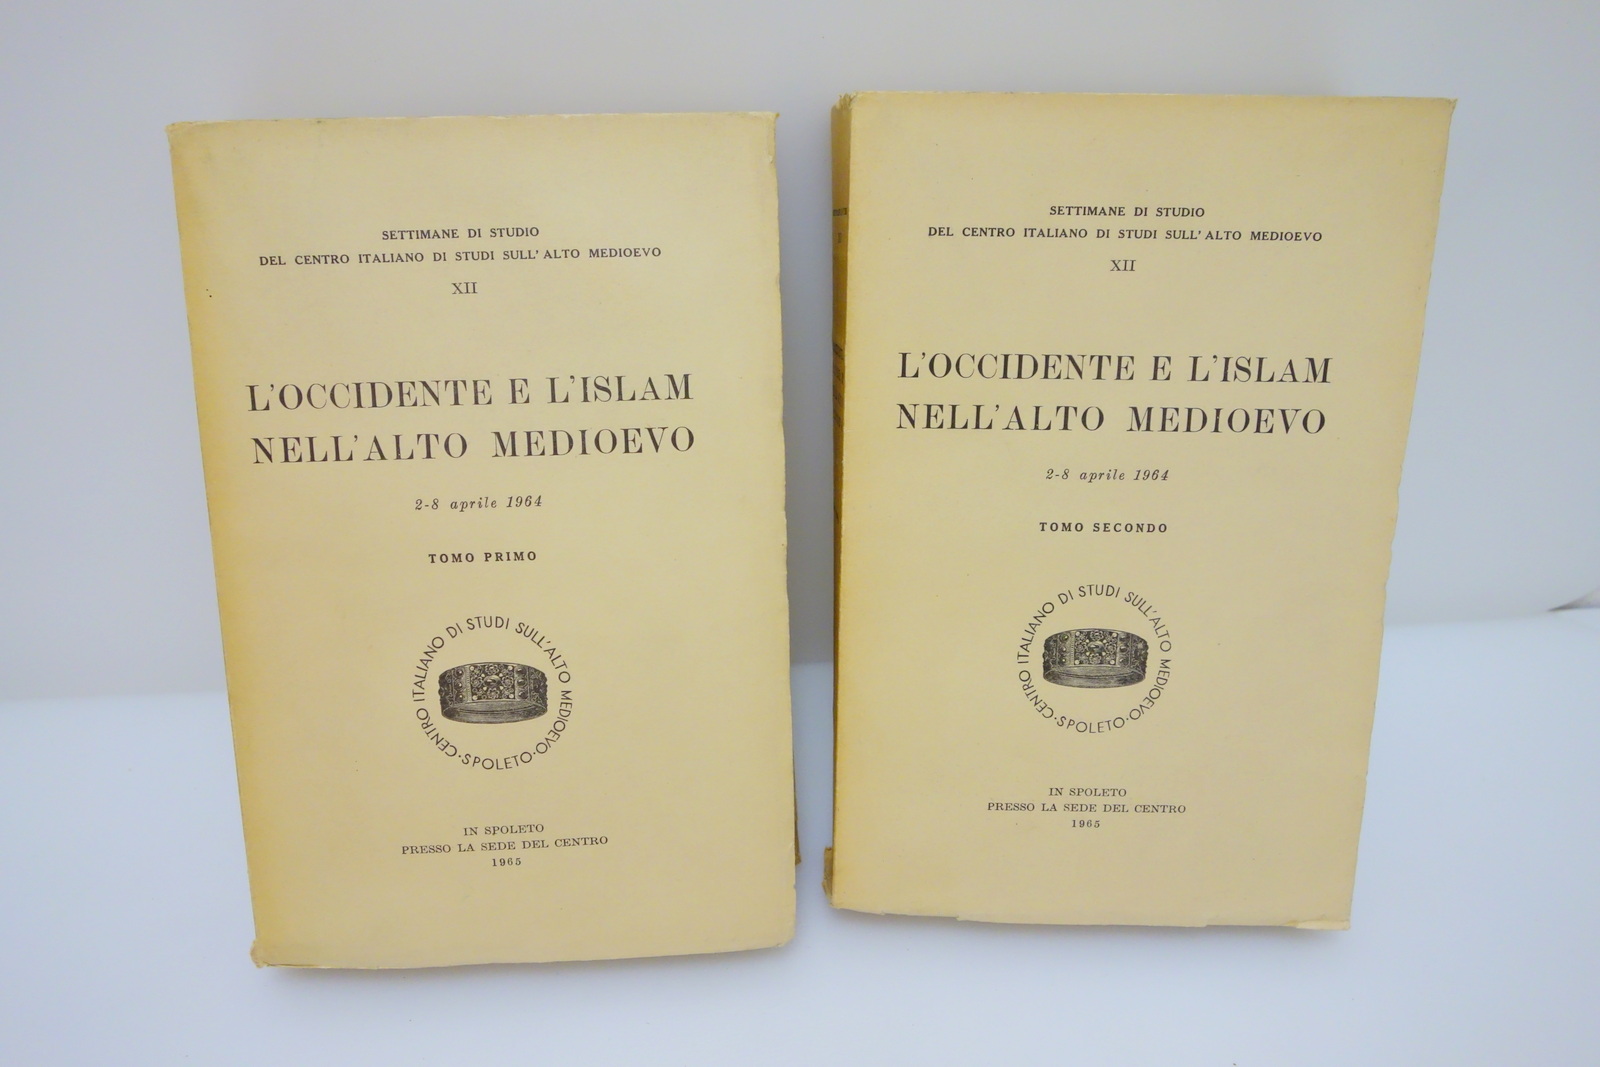 SETTIMANE DI STUDIO
DEL CENTRO ITALIANO DI STUDI SULL' ALTO MEDIOEVO
XII
L'OCCIDENTE E L'ISLAM
NELL'ALTO MEDIOEVO
2-8 aprile 1964
TOMO PRIMO
CENTRO ITALIANO DI STUDI SULL'ALTO MEDIOEVO · SPOLETO ·
IN SPOLETO
PRESSO LA SEDE DEL CENTRO
1965
SETTIMANE DI STUDIO
DEL CENTRO ITALIANO DI STUDI SULL' ALTO MEDIOEVO
XII
L'OCCIDENTE E L'ISLAM
NELL'ALTO MEDIOEVO
2-8 aprile 1964
TOMO SECONDO
CENTRO ITALIANO DI STUDI SULL'ALTO MEDIOEVO · SPOLETO ·
IN SPOLETO
PRESSO LA SEDE DEL CENTRO
1965